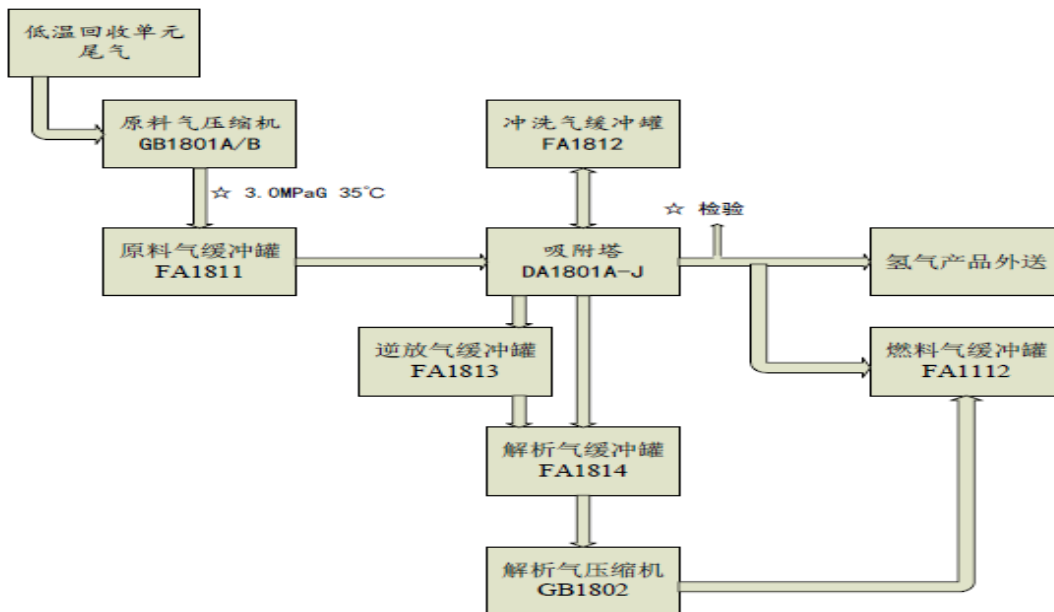 低温回收单元
尾气
原料气压缩机
GB1801A/B
冲洗气缓冲罐
FA1812
☆ 3.0MPaG 35℃
☆ 检验
原料气缓冲罐
FA1811
吸附塔
DA1801A-J
氢气产品外送
逆放气缓冲罐
FA1813
燃料气缓冲罐
FA1112
解析气缓冲罐
FA1814
解析气压缩机
GB1802